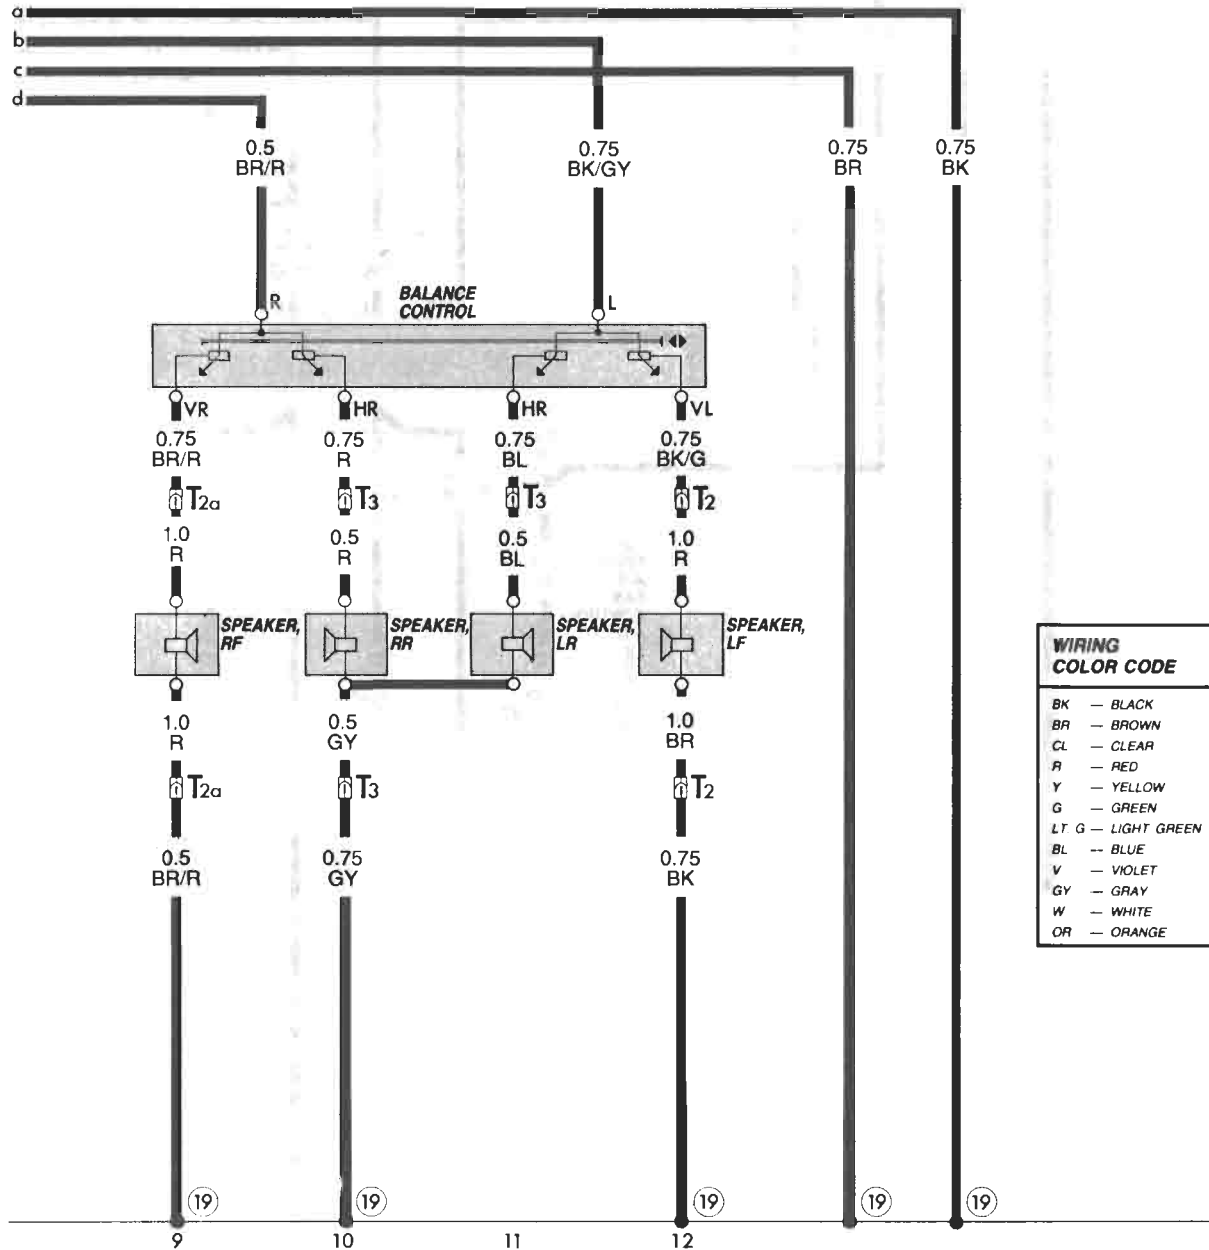 a
b
c
d
0.5
BR/R
0.75
BK/GY
0.75
BR
0.75
BK
R
BALANCE
CONTROL
L
VR
HR
HR
VL
0.75
BR/R
0.75
R
0.75
BL
0.75
BK/G
T2a
T3
T3
T2
1.0
R
0.5
R
0.5
BL
1.0
R
SPEAKER,
RF
SPEAKER,
RR
SPEAKER,
LR
SPEAKER,
LF
1.0
R
0.5
GY
1.0
BR
T2a
T3
T2
0.5
BR/R
0.75
GY
0.75
BK
WIRING
COLOR CODE
BK — BLACK
BR — BROWN
CL — CLEAR
R — RED
Y — YELLOW
G — GREEN
LT. G — LIGHT GREEN
BL -- BLUE
V — VIOLET
GY — GRAY
W — WHITE
OR — ORANGE
19
19
19
19
19
9
10
11
12